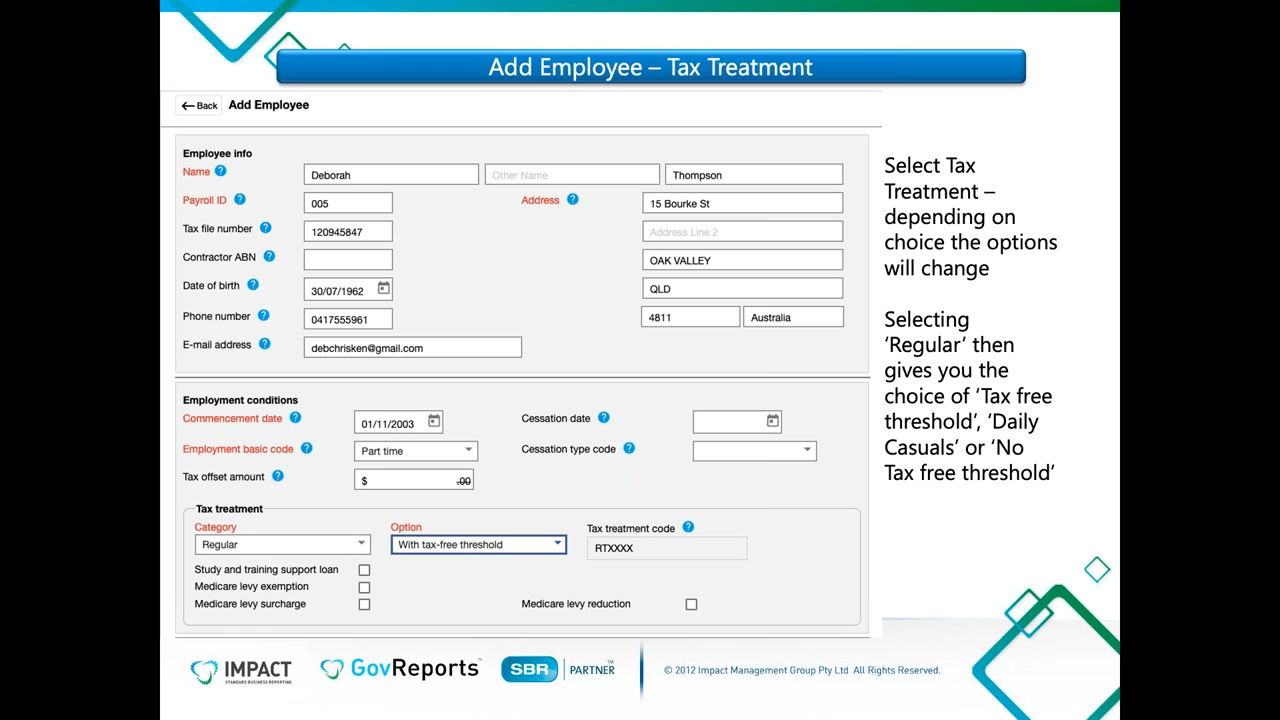 Add Employee – Tax Treatment
Back Add Employee
Employee info
Name Deborah Other Name Thompson
Payroll ID 005 Address 15 Bourke St
Tax file number 120945847 Address Line 2
Contractor ABN OAK VALLEY
Date of birth 30/07/1962 QLD
Phone number 0417555961 4811 Australia
E-mail address debchrisken@gmail.com
Employment conditions
Commencement date 01/11/2003 Cessation date
Employment basic code Part time Cessation type code
Tax offset amount $ .00
Tax treatment
Category Option Tax treatment code
Regular With tax-free threshold RTXXXX
Study and training support loan
Medicare levy exemption
Medicare levy surcharge Medicare levy reduction
Select Tax
Treatment –
depending on
choice the options
will change
Selecting
‘Regular’ then
gives you the
choice of ‘Tax free
threshold’, ‘Daily
Casuals’ or ‘No
Tax free threshold’
IMPACT
STANDARD BUSINESS REPORTING
GovReports™
SBR PARTNER™
© 2012 Impact Management Group Pty Ltd All Rights Reserved.